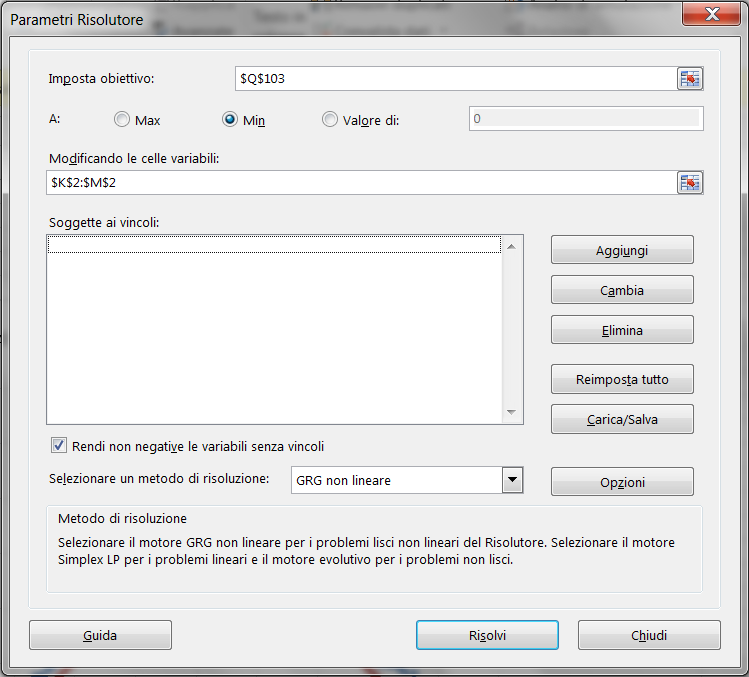 Parametri Risolutore
Imposta obiettivo:
$Q$103
A:
Max
Min
Valore di:
0
Modificando le celle variabili:
$K$2:$M$2
Soggette ai vincoli:
Aggiungi
Cambia
Elimina
Reimposta tutto
Carica/Salva
Rendi non negative le variabili senza vincoli
Selezionare un metodo di risoluzione:
GRG non lineare
Opzioni
Metodo di risoluzione
Selezionare il motore GRG non lineare per i problemi lisci non lineari del Risolutore. Selezionare il motore
Simplex LP per i problemi lineari e il motore evolutivo per i problemi non lisci.
Guida
Risolvi
Chiudi